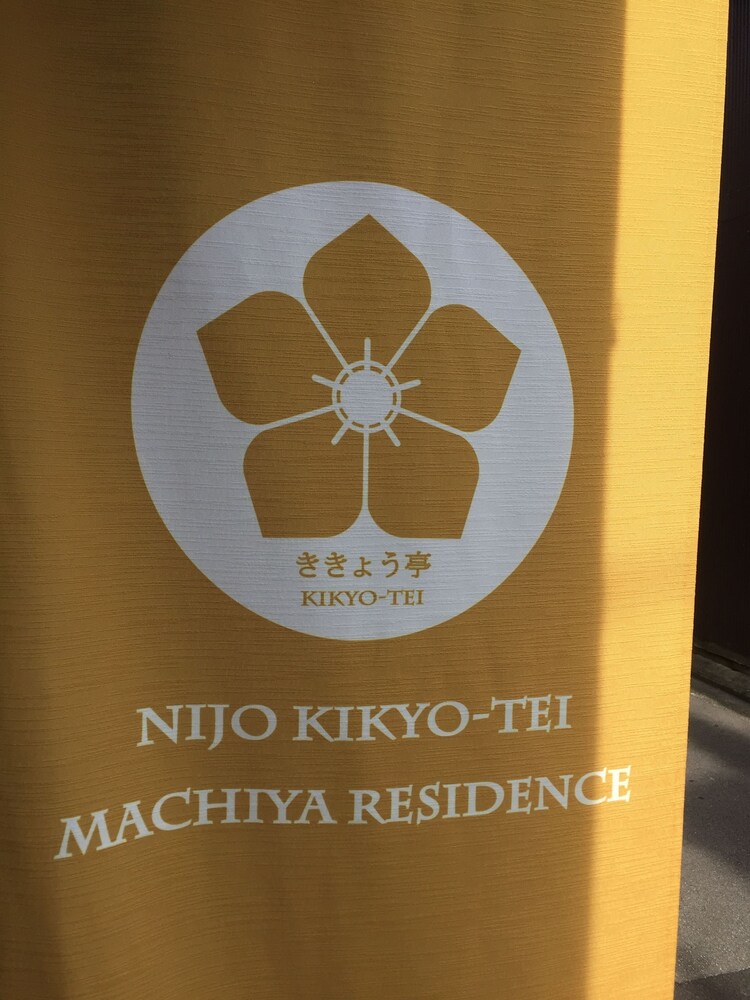 ききょう亭
KIKYO-TEI
NIJO KIKYO-TEI
MACHIYA RESIDENCE